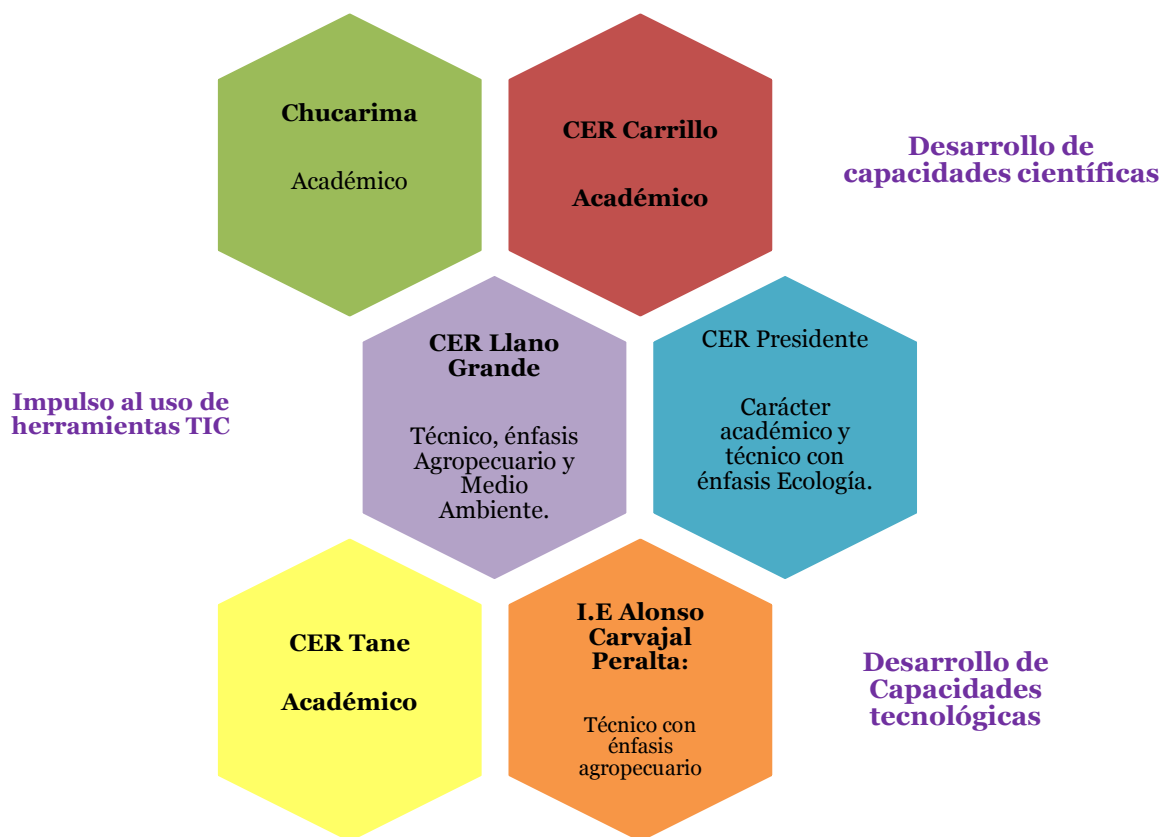 Chucarima
Académico
CER Carrillo
Académico
Desarrollo de
capacidades científicas
Impulso al uso de
herramientas TIC
CER Llano
Grande
Técnico, énfasis
Agropecuario y
Medio
Ambiente.
CER Presidente
Carácter
académico y
técnico con
énfasis Ecología.
CER Tane
Académico
I.E Alonso
Carvajal
Peralta:
Técnico con
énfasis
agropecuario
Desarrollo de
Capacidades
tecnológicas